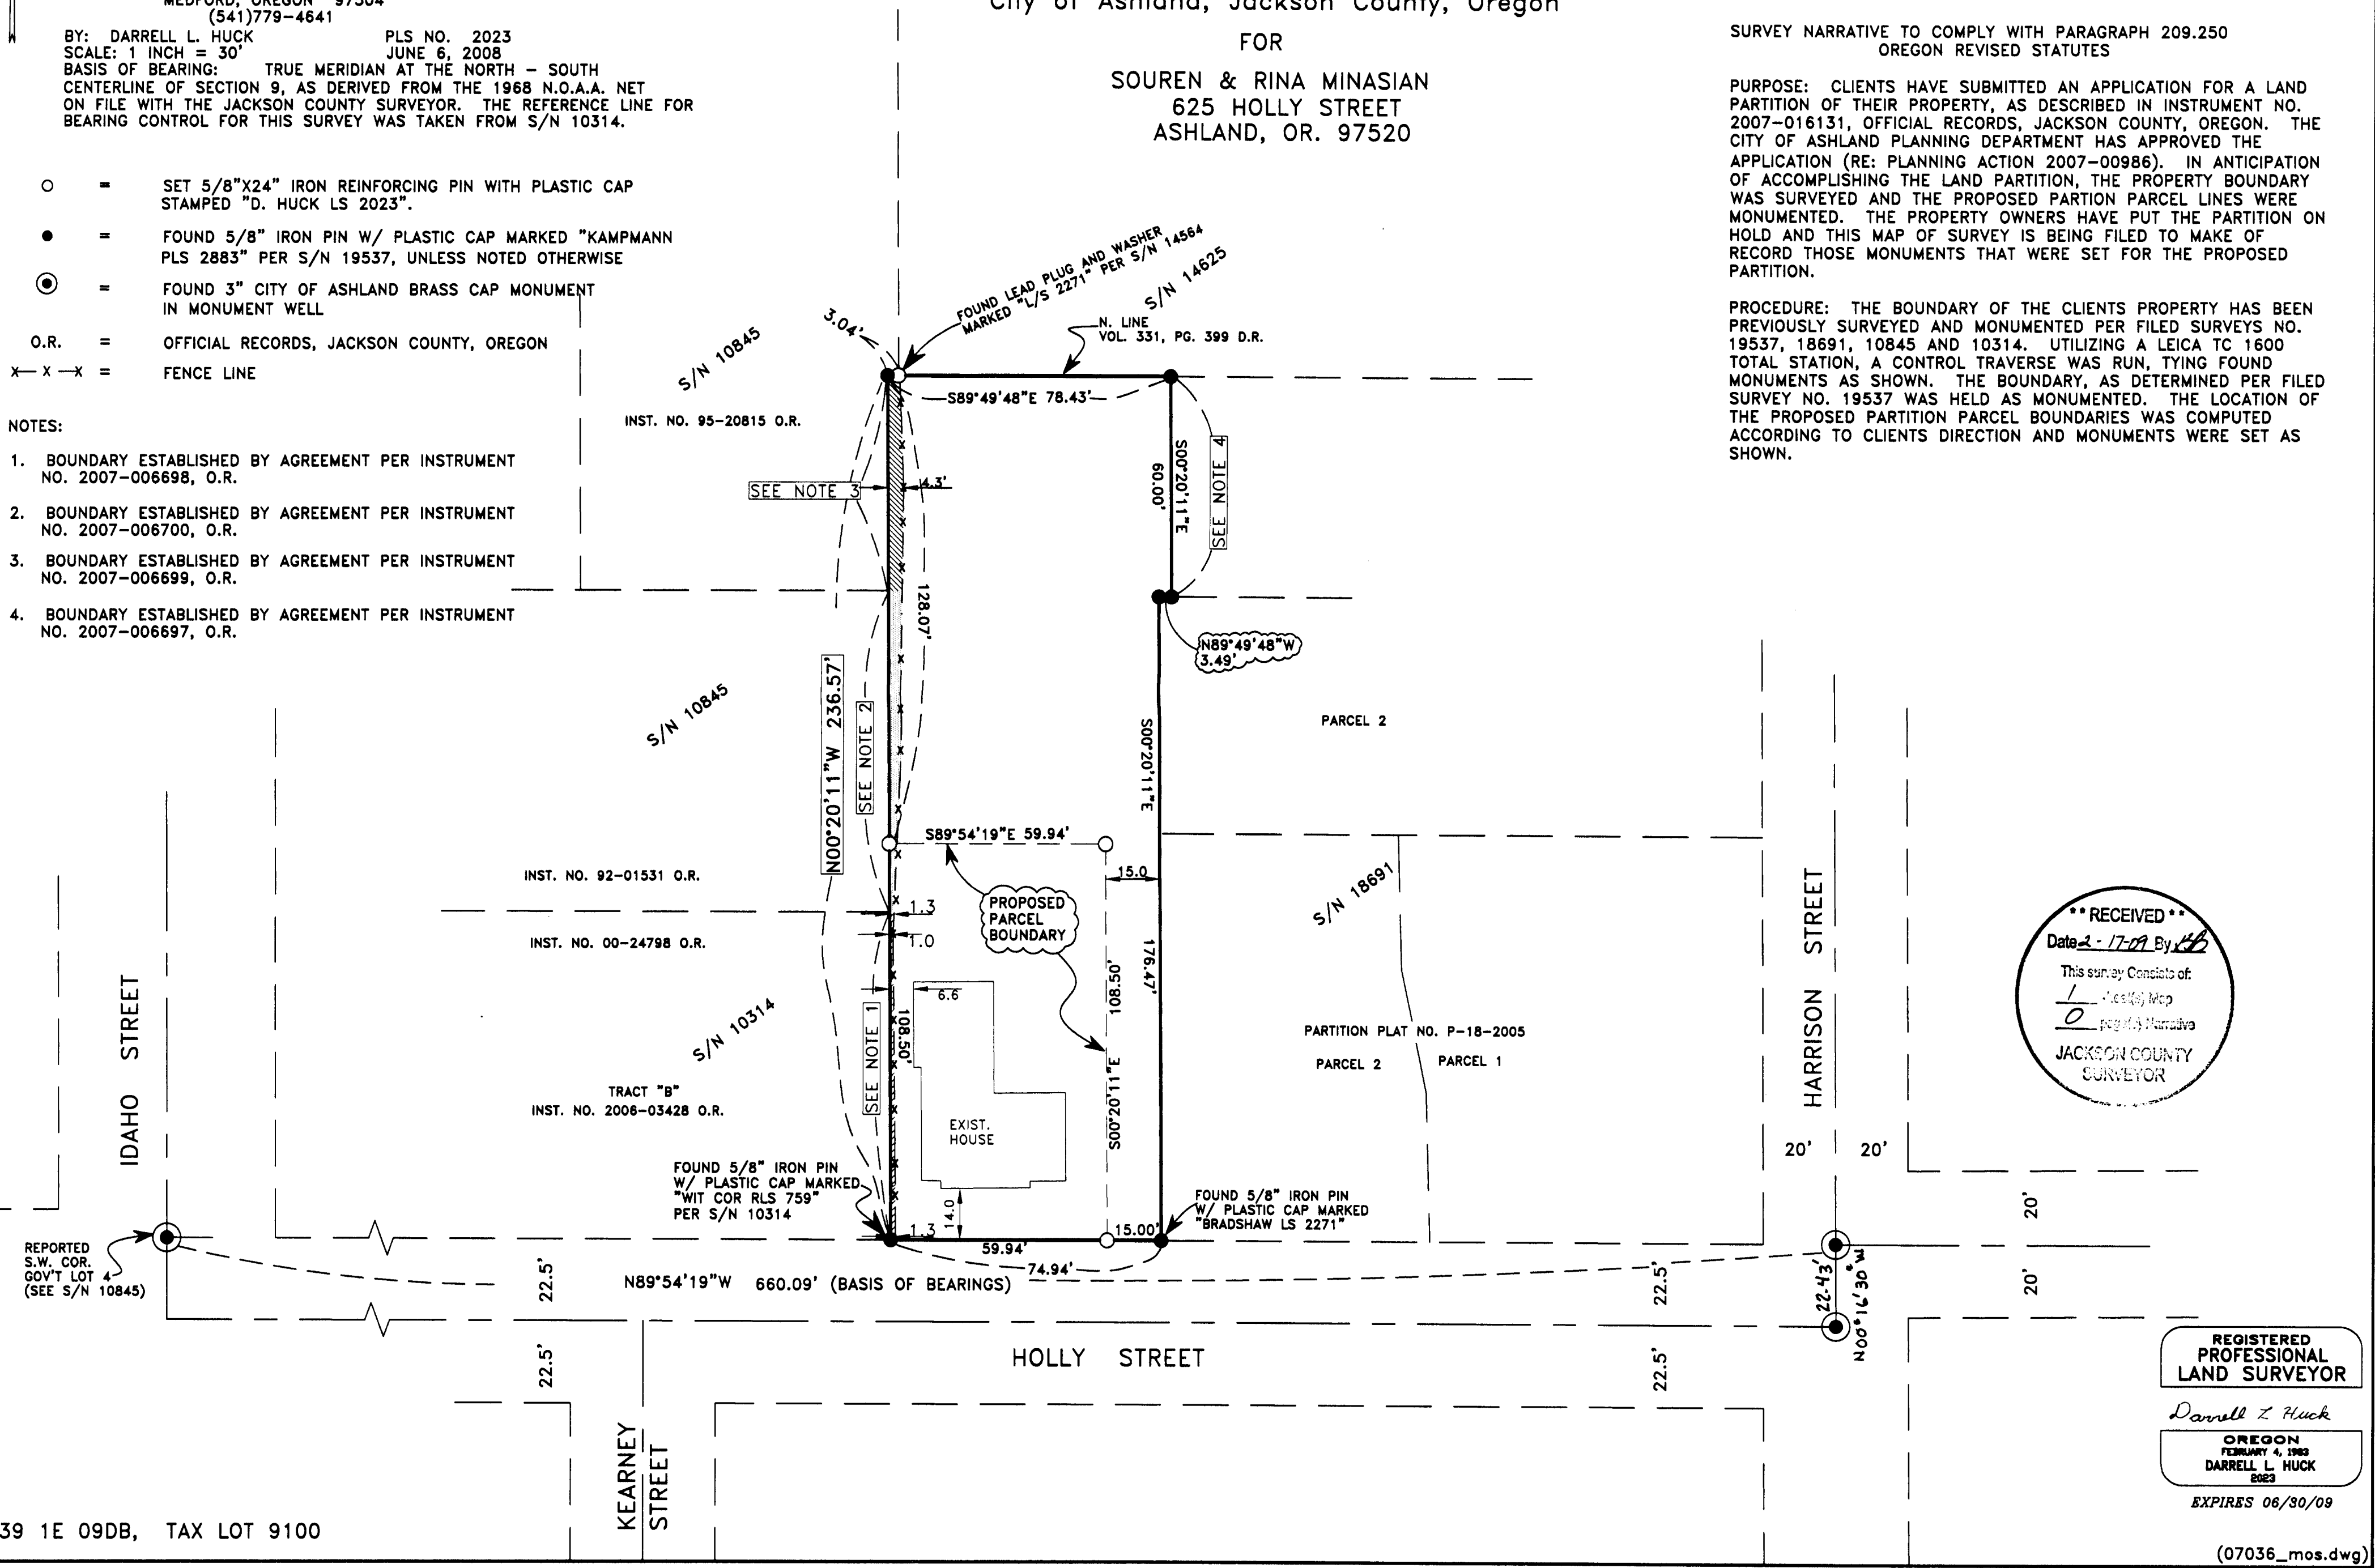 MEDFORD, OREGON 97504
(541)779-4641
BY: DARRELL L. HUCK PLS NO. 2023
SCALE: 1 INCH = 30' JUNE 6, 2008
BASIS OF BEARING: TRUE MERIDIAN AT THE NORTH – SOUTH
CENTERLINE OF SECTION 9, AS DERIVED FROM THE 1968 N.O.A.A. NET
ON FILE WITH THE JACKSON COUNTY SURVEYOR. THE REFERENCE LINE FOR
BEARING CONTROL FOR THIS SURVEY WAS TAKEN FROM S/N 10314.
City of Ashland, Jackson County, Oregon
FOR
SOUREN & RINA MINASIAN
625 HOLLY STREET
ASHLAND, OR. 97520
SURVEY NARRATIVE TO COMPLY WITH PARAGRAPH 209.250
OREGON REVISED STATUTES
PURPOSE: CLIENTS HAVE SUBMITTED AN APPLICATION FOR A LAND
PARTITION OF THEIR PROPERTY, AS DESCRIBED IN INSTRUMENT NO.
2007-016131, OFFICIAL RECORDS, JACKSON COUNTY, OREGON. THE
CITY OF ASHLAND PLANNING DEPARTMENT HAS APPROVED THE
APPLICATION (RE: PLANNING ACTION 2007-00986). IN ANTICIPATION
OF ACCOMPLISHING THE LAND PARTITION, THE PROPERTY BOUNDARY
WAS SURVEYED AND THE PROPOSED PARTION PARCEL LINES WERE
MONUMENTED. THE PROPERTY OWNERS HAVE PUT THE PARTITION ON
HOLD AND THIS MAP OF SURVEY IS BEING FILED TO MAKE OF
RECORD THOSE MONUMENTS THAT WERE SET FOR THE PROPOSED
PARTITION.
PROCEDURE: THE BOUNDARY OF THE CLIENTS PROPERTY HAS BEEN
PREVIOUSLY SURVEYED AND MONUMENTED PER FILED SURVEYS NO.
19537, 18691, 10845 AND 10314. UTILIZING A LEICA TC 1600
TOTAL STATION, A CONTROL TRAVERSE WAS RUN, TYING FOUND
MONUMENTS AS SHOWN. THE BOUNDARY, AS DETERMINED PER FILED
SURVEY NO. 19537 WAS HELD AS MONUMENTED. THE LOCATION OF
THE PROPOSED PARTITION PARCEL BOUNDARIES WAS COMPUTED
ACCORDING TO CLIENTS DIRECTION AND MONUMENTS WERE SET AS
SHOWN.
= SET 5/8"X24" IRON REINFORCING PIN WITH PLASTIC CAP
STAMPED "D. HUCK LS 2023".
= FOUND 5/8" IRON PIN W/ PLASTIC CAP MARKED "KAMPMANN
PLS 2883" PER S/N 19537, UNLESS NOTED OTHERWISE
= FOUND 3" CITY OF ASHLAND BRASS CAP MONUMENT
IN MONUMENT WELL
O.R. = OFFICIAL RECORDS, JACKSON COUNTY, OREGON
x— x —x = FENCE LINE
NOTES:
1. BOUNDARY ESTABLISHED BY AGREEMENT PER INSTRUMENT
NO. 2007-006698, O.R.
2. BOUNDARY ESTABLISHED BY AGREEMENT PER INSTRUMENT
NO. 2007-006700, O.R.
3. BOUNDARY ESTABLISHED BY AGREEMENT PER INSTRUMENT
NO. 2007-006699, O.R.
4. BOUNDARY ESTABLISHED BY AGREEMENT PER INSTRUMENT
NO. 2007-006697, O.R.
FOUND LEAD PLUG AND WASHER
MARKED "L/S 2271" PER S/N 14564
S/N 14625
3.04'
N. LINE
VOL. 331, PG. 399 D.R.
S/N 10845
S89°49'48"E 78.43'
INST. NO. 95-20815 O.R.
SEE NOTE 3
4.3'
S00°20'11"E
60.00'
SEE NOTE 4
128.07'
N89°49'48"W
3.49'
N00°20'11"W 236.57'
SEE NOTE 2
S/N 10845
PARCEL 2
S00°20'11"E
176.47'
S89°54'19"E 59.94'
15.0
INST. NO. 92-01531 O.R.
1.3
INST. NO. 00-24798 O.R.
1.0
PROPOSED
PARCEL
BOUNDARY
S/N 18691
6.6
S/N 10314
SEE NOTE 1
108.50'
S00°20'11"E 108.50'
PARTITION PLAT NO. P-18-2005
PARCEL 2 PARCEL 1
TRACT "B"
INST. NO. 2006-03428 O.R.
EXIST.
HOUSE
14.0
FOUND 5/8" IRON PIN
W/ PLASTIC CAP MARKED
"WIT COR RLS 759"
PER S/N 10314
FOUND 5/8" IRON PIN
W/ PLASTIC CAP MARKED
"BRADSHAW LS 2271"
1.3
59.94'
15.00'
74.94'
N89°54'19"W 660.09' (BASIS OF BEARINGS)
REPORTED
S.W. COR.
GOV'T LOT 4
(SEE S/N 10845)
IDAHO STREET
HARRISON STREET
20' 20'
20'
20'
22.5'
22.5'
22.5'
22.5'
22.43'
N00°16'30"W
HOLLY STREET
KEARNEY
STREET
** RECEIVED **
Date 2-17-09 By
This survey Consists of:
1 Map
0 Narrative
JACKSON COUNTY
SURVEYOR
REGISTERED
PROFESSIONAL
LAND SURVEYOR
Darrell L Huck
OREGON
FEBRUARY 4, 1983
DARRELL L. HUCK
2023
EXPIRES 06/30/09
39 1E 09DB, TAX LOT 9100
(07036_mos.dwg)